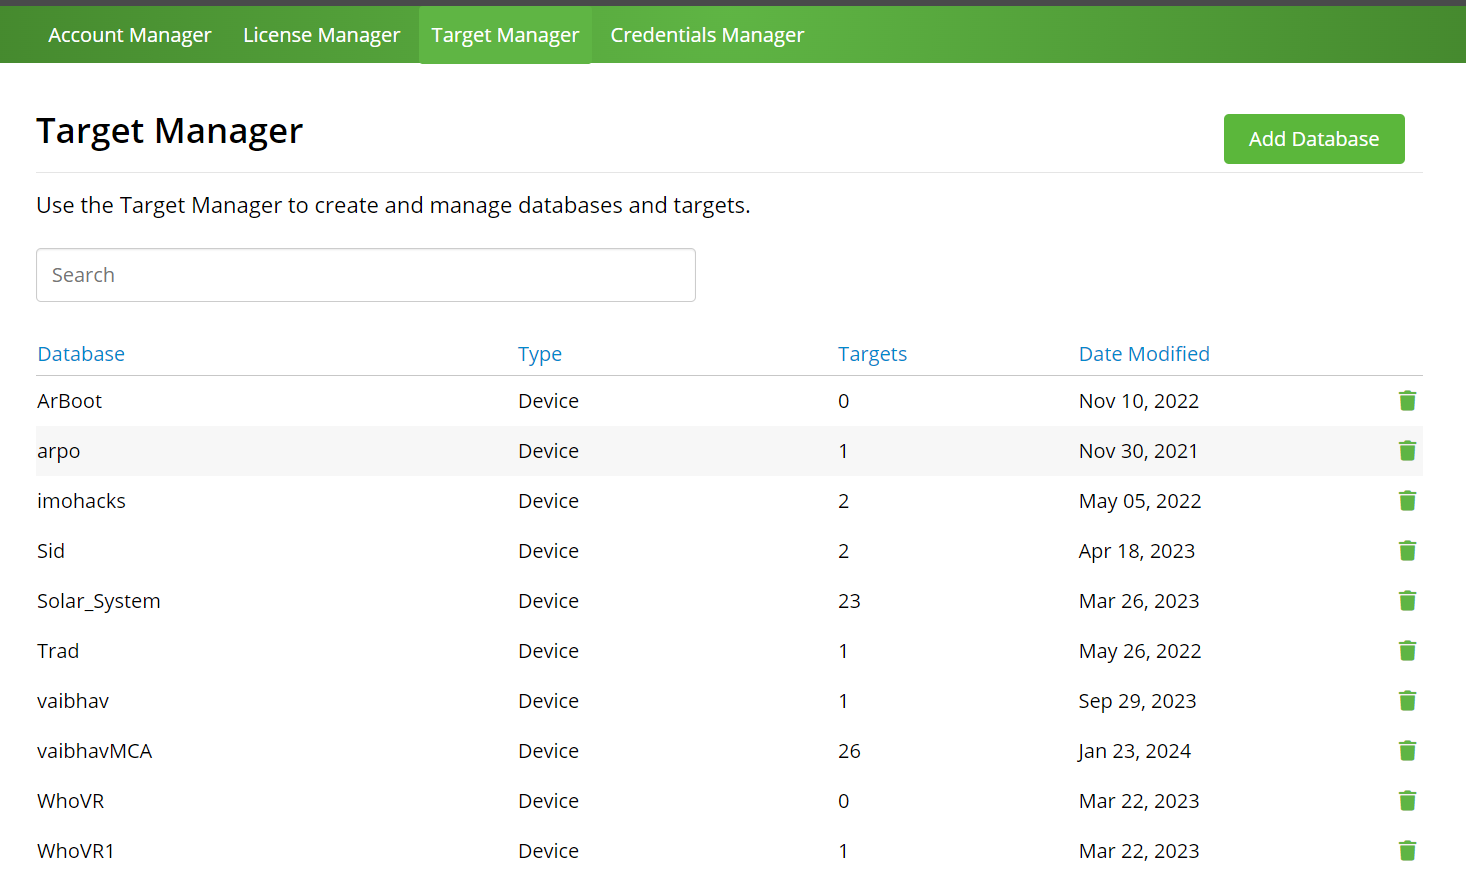 Account Manager License Manager Target Manager Credentials Manager
Target Manager
Add Database
Use the Target Manager to create and manage databases and targets.
Search
Database Type Targets Date Modified
ArBoot Device 0 Nov 10, 2022
arpo Device 1 Nov 30, 2021
imohacks Device 2 May 05, 2022
Sid Device 2 Apr 18, 2023
Solar_System Device 23 Mar 26, 2023
Trad Device 1 May 26, 2022
vaibhav Device 1 Sep 29, 2023
vaibhavMCA Device 26 Jan 23, 2024
WhoVR Device 0 Mar 22, 2023
WhoVR1 Device 1 Mar 22, 2023